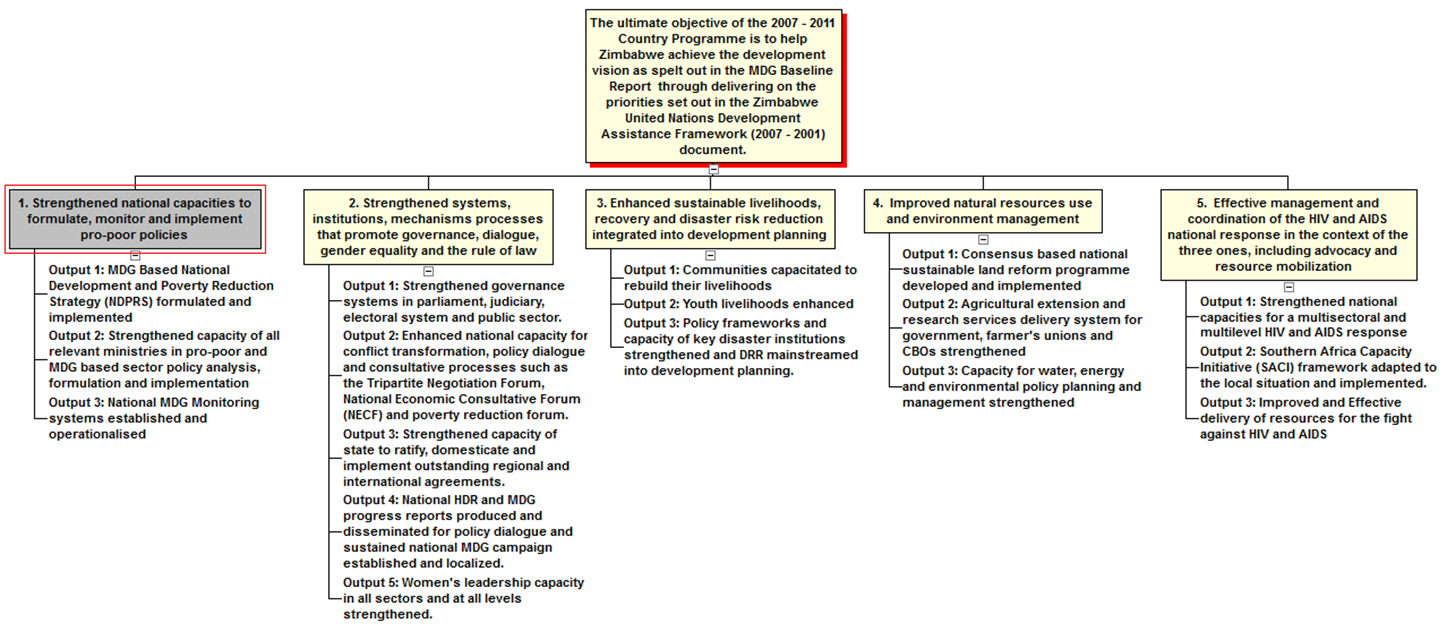 The ultimate objective of the 2007 - 2011
Country Programme is to help
Zimbabwe achieve the development
vision as spelt out in the MDG Baseline
Report through delivering on the
priorities set out in the Zimbabwe
United Nations Development
Assistance Framework (2007 - 2001)
document.
1. Strengthened national capacities to
formulate, monitor and implement
pro-poor policies
Output 1: MDG Based National
Development and Poverty Reduction
Strategy (NDPRS) formulated and
implemented
Output 2: Strengthened capacity of all
relevant ministries in pro-poor and
MDG based sector policy analysis,
formulation and implementation
Output 3: National MDG Monitoring
systems established and
operationalised
2. Strengthened systems,
institutions, mechanisms processes
that promote governance, dialogue,
gender equality and the rule of law
Output 1: Strengthened governance
systems in parliament, judiciary,
electoral system and public sector.
Output 2: Enhanced national capacity for
conflict transformation, policy dialogue
and consultative processes such as
the Tripartite Negotiation Forum,
National Economic Consultative Forum
(NECF) and poverty reduction forum.
Output 3: Strengthened capacity of
state to ratify, domesticate and
implement outstanding regional and
international agreements.
Output 4: National HDR and MDG
progress reports produced and
disseminated for policy dialogue and
sustained national MDG campaign
established and localized.
Output 5: Women's leadership capacity
in all sectors and at all levels
strengthened.
3. Enhanced sustainable livelihoods,
recovery and disaster risk reduction
integrated into development planning
Output 1: Communities capacitated to
rebuild their livelihoods
Output 2: Youth livelihoods enhanced
Output 3: Policy frameworks and
capacity of key disaster institutions
strengthened and DRR mainstreamed
into development planning.
4. Improved natural resources use
and environment management
Output 1: Consensus based national
sustainable land reform programme
developed and implemented
Output 2: Agricultural extension and
research services delivery system for
government, farmer's unions and
CBOs strengthened
Output 3: Capacity for water, energy
and environmental policy planning and
management strengthened
5. Effective management and
coordination of the HIV and AIDS
national response in the context of the
three ones, including advocacy and
resource mobilization
Output 1: Strengthened national
capacities for a multisectoral and
multilevel HIV and AIDS response
Output 2: Southern Africa Capacity
Initiative (SACI) framework adapted to
the local situation and implemented.
Output 3: Improved and Effective
delivery of resources for the fight
against HIV and AIDS